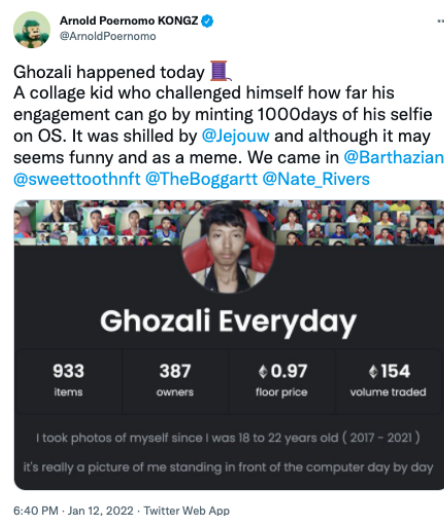 Arnold Poernomo KONGZ
@ArnoldPoernomo
Ghozali happened today
A collage kid who challenged himself how far his
engagement can go by minting 1000days of his selfie
on OS. It was shilled by @Jejouw and although it may
seems funny and as a meme. We came in @Barthazian
@sweettoothnft @TheBoggartt @Nate_Rivers
Ghozali Everyday
933 387 0.97 154
items owners floor price volume traded
I took photos of myself since I was 18 to 22 years old ( 2017 - 2021 )
it's really a picture of me standing in front of the computer day by day
6:40 PM · Jan 12, 2022 · Twitter Web App